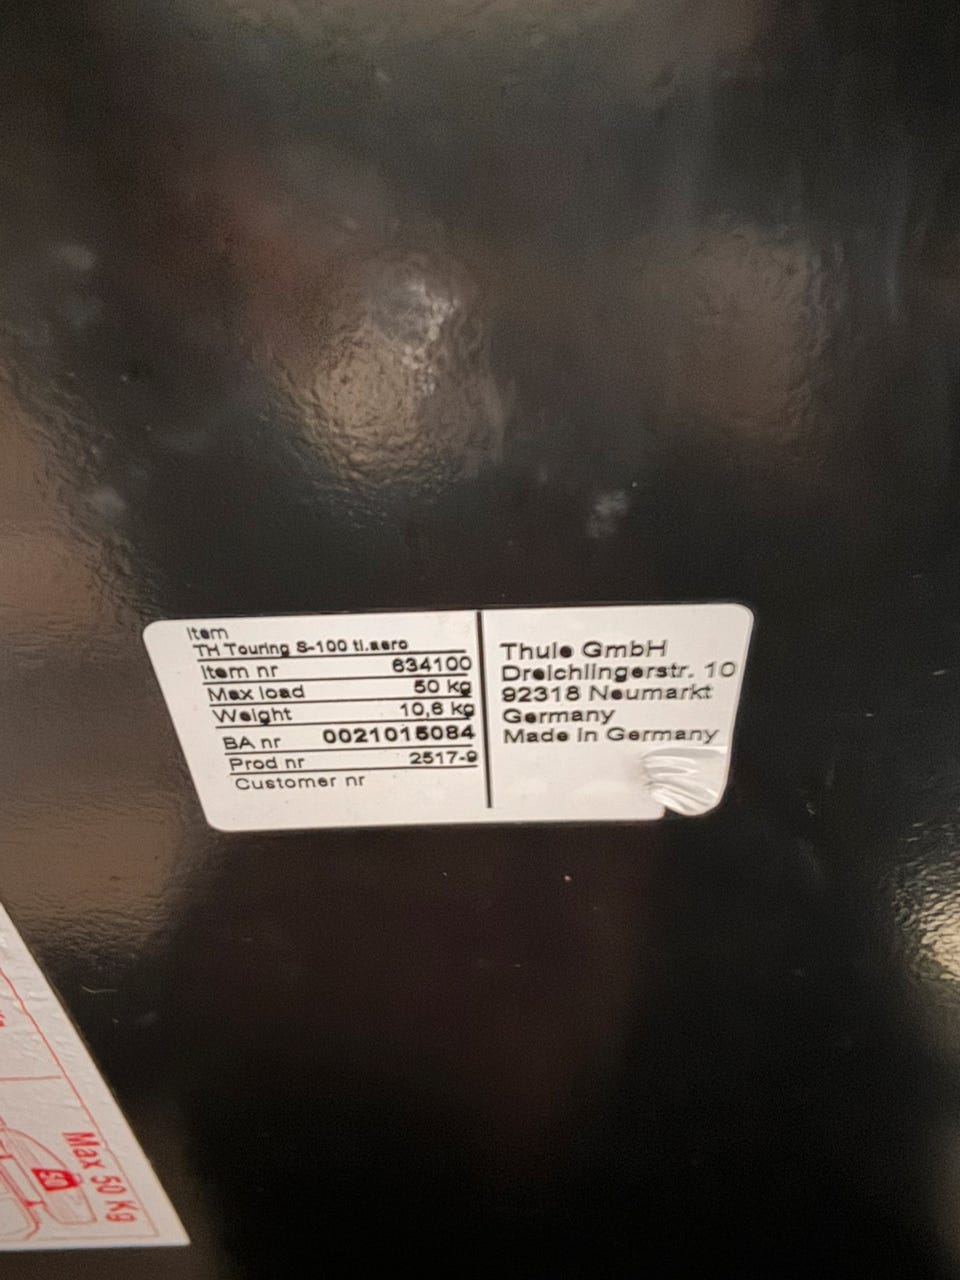 Item
TH Touring S-100 ti.aero
Item nr 634100
Max load 50 kg
Weight 10,6 kg
BA nr 0021015084
Prod nr 2517-9
Customer nr
Thule GmbH
Dreichlingerstr. 10
92318 Neumarkt
Germany
Made in Germany
Max 50 Kg
50